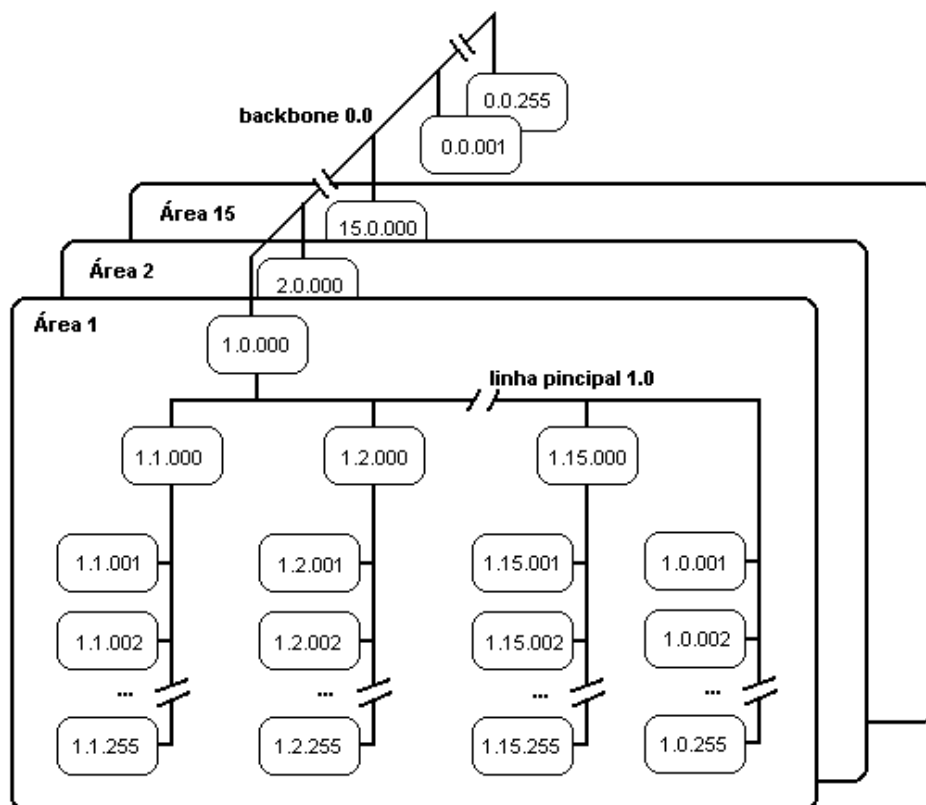 0.0.255
backbone 0.0
0.0.001
Área 15
15.0.000
Área 2
2.0.000
Área 1
1.0.000
linha pincipal 1.0
1.1.000 1.2.000 1.15.000
1.1.001 1.2.001 1.15.001 1.0.001
1.1.002 1.2.002 1.15.002 1.0.002
... ... ... ...
1.1.255 1.2.255 1.15.255 1.0.255